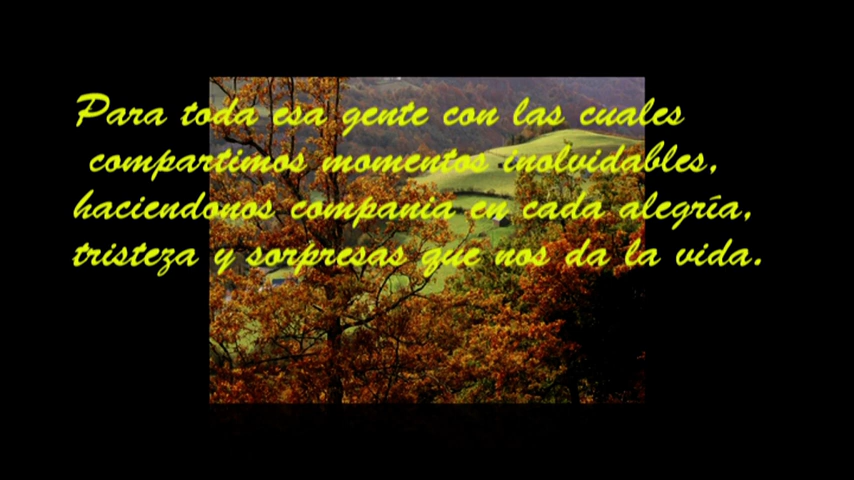 Para toda esa gente con las cuales
compartimos momentos inolvidables,
haciendonos compania en cada alegría,
tristeza y sorpresas que nos da la vida.